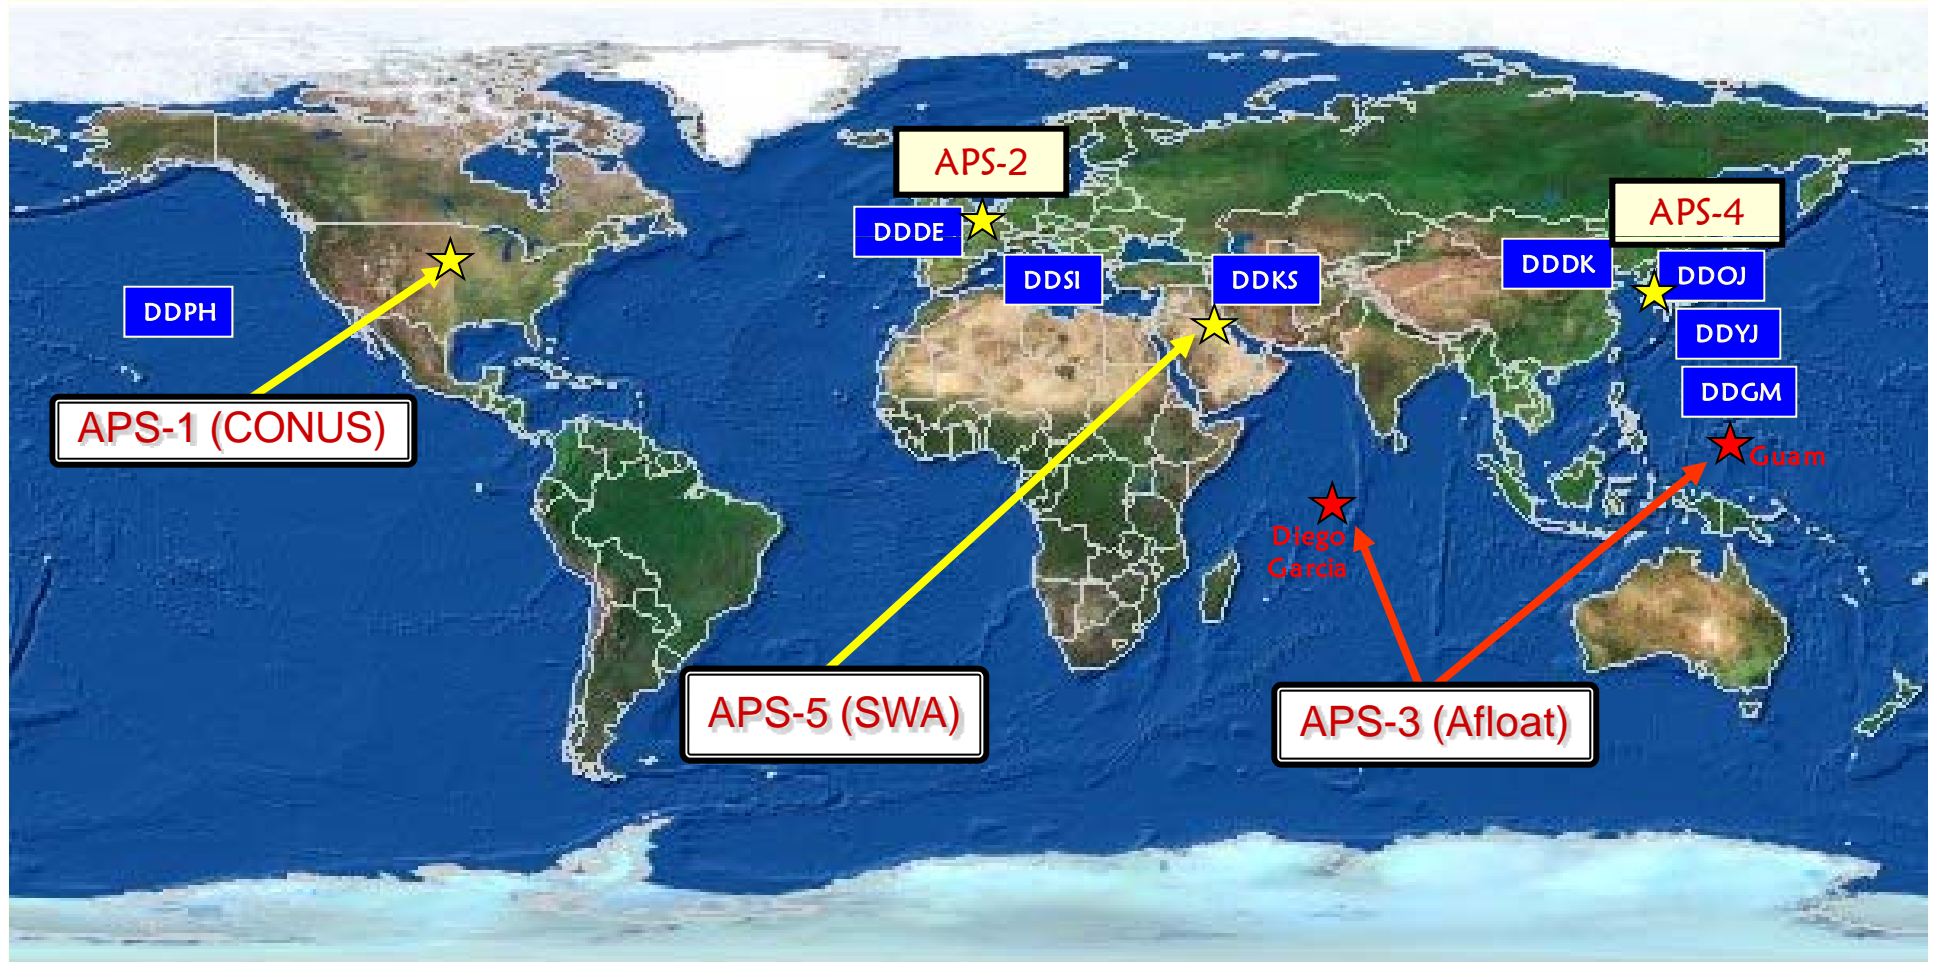 APS-2
APS-4
DDDE
DDSI
DDKS
DDDK
DDOJ
DDPH
DDYJ
DDGM
APS-1 (CONUS)
Guam
Diego
Garcia
APS-5 (SWA)
APS-3 (Afloat)